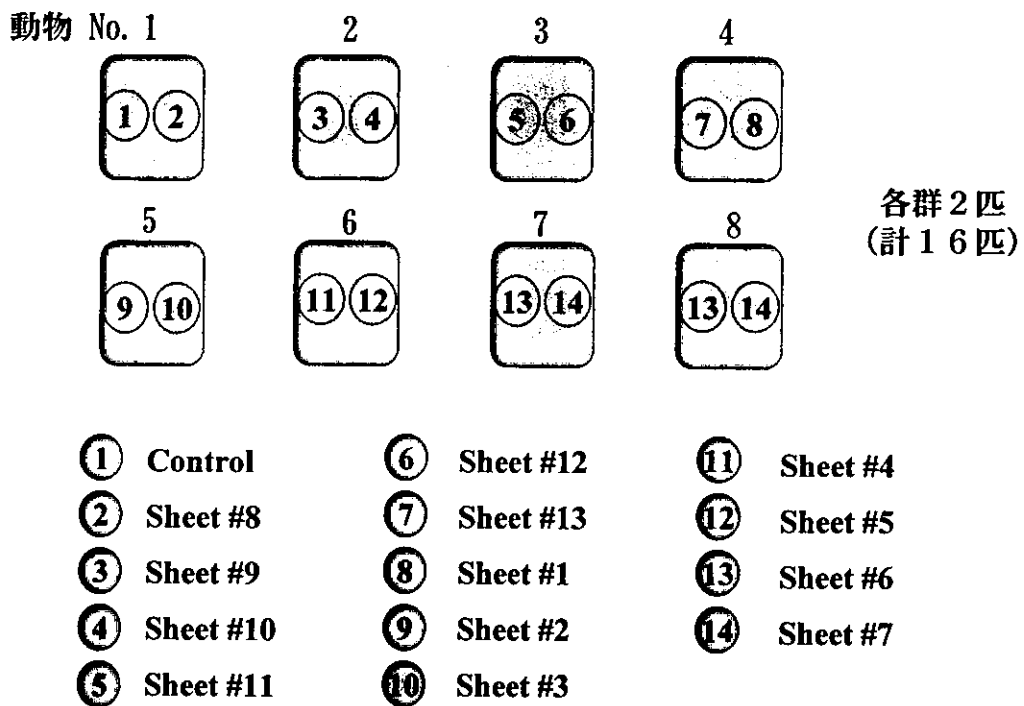 動物 No. 1 2 3 4
1 2 3 4 5 6 7 8
各群2匹
(計16匹)
5 6 7 8
9 10 11 12 13 14 13 14
1 Control
2 Sheet #8
3 Sheet #9
4 Sheet #10
5 Sheet #11
6 Sheet #12
7 Sheet #13
8 Sheet #1
9 Sheet #2
10 Sheet #3
11 Sheet #4
12 Sheet #5
13 Sheet #6
14 Sheet #7